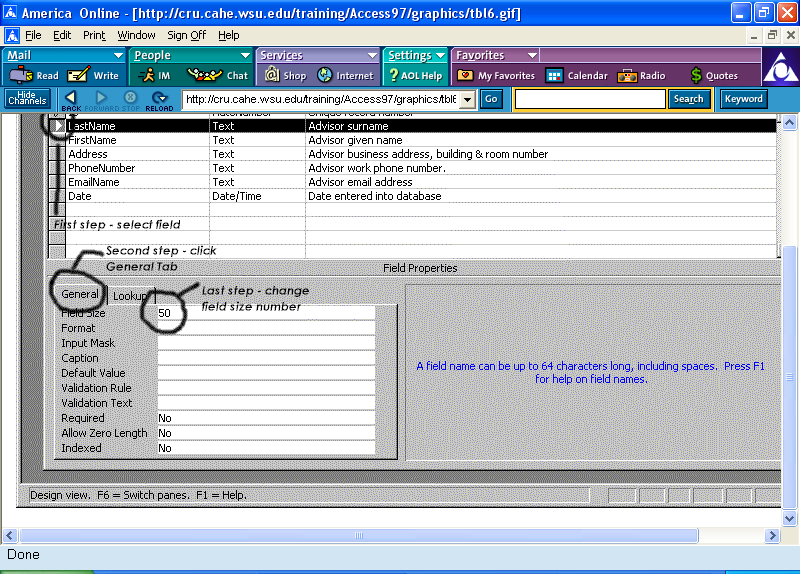 America Online - [http://cru.cahe.wsu.edu/training/Access97/graphics/tbl6.gif]
File Edit Print Window Sign Off Help
Mail People Services Settings Favorites
Read Write IM Chat Shop Internet AOL Help My Favorites Calendar Radio Quotes
Hide Channels BACK FORWARD STOP RELOAD http://cru.cahe.wsu.edu/training/Access97/graphics/tbl6 Go Search Keyword
LastName Text Advisor surname
FirstName Text Advisor given name
Address Text Advisor business address, building & room number
PhoneNumber Text Advisor work phone number.
EmailName Text Advisor email address
Date Date/Time Date entered into database
First step - select field
Second step - click
General Tab
Field Properties
General Lookup
Last step - change
field size number
Field Size 50
Format
Input Mask
Caption
Default Value
Validation Rule
Validation Text
Required No
Allow Zero Length No
Indexed No
A field name can be up to 64 characters long, including spaces. Press F1
for help on field names.
Design view. F6 = Switch panes. F1 = Help.
Done